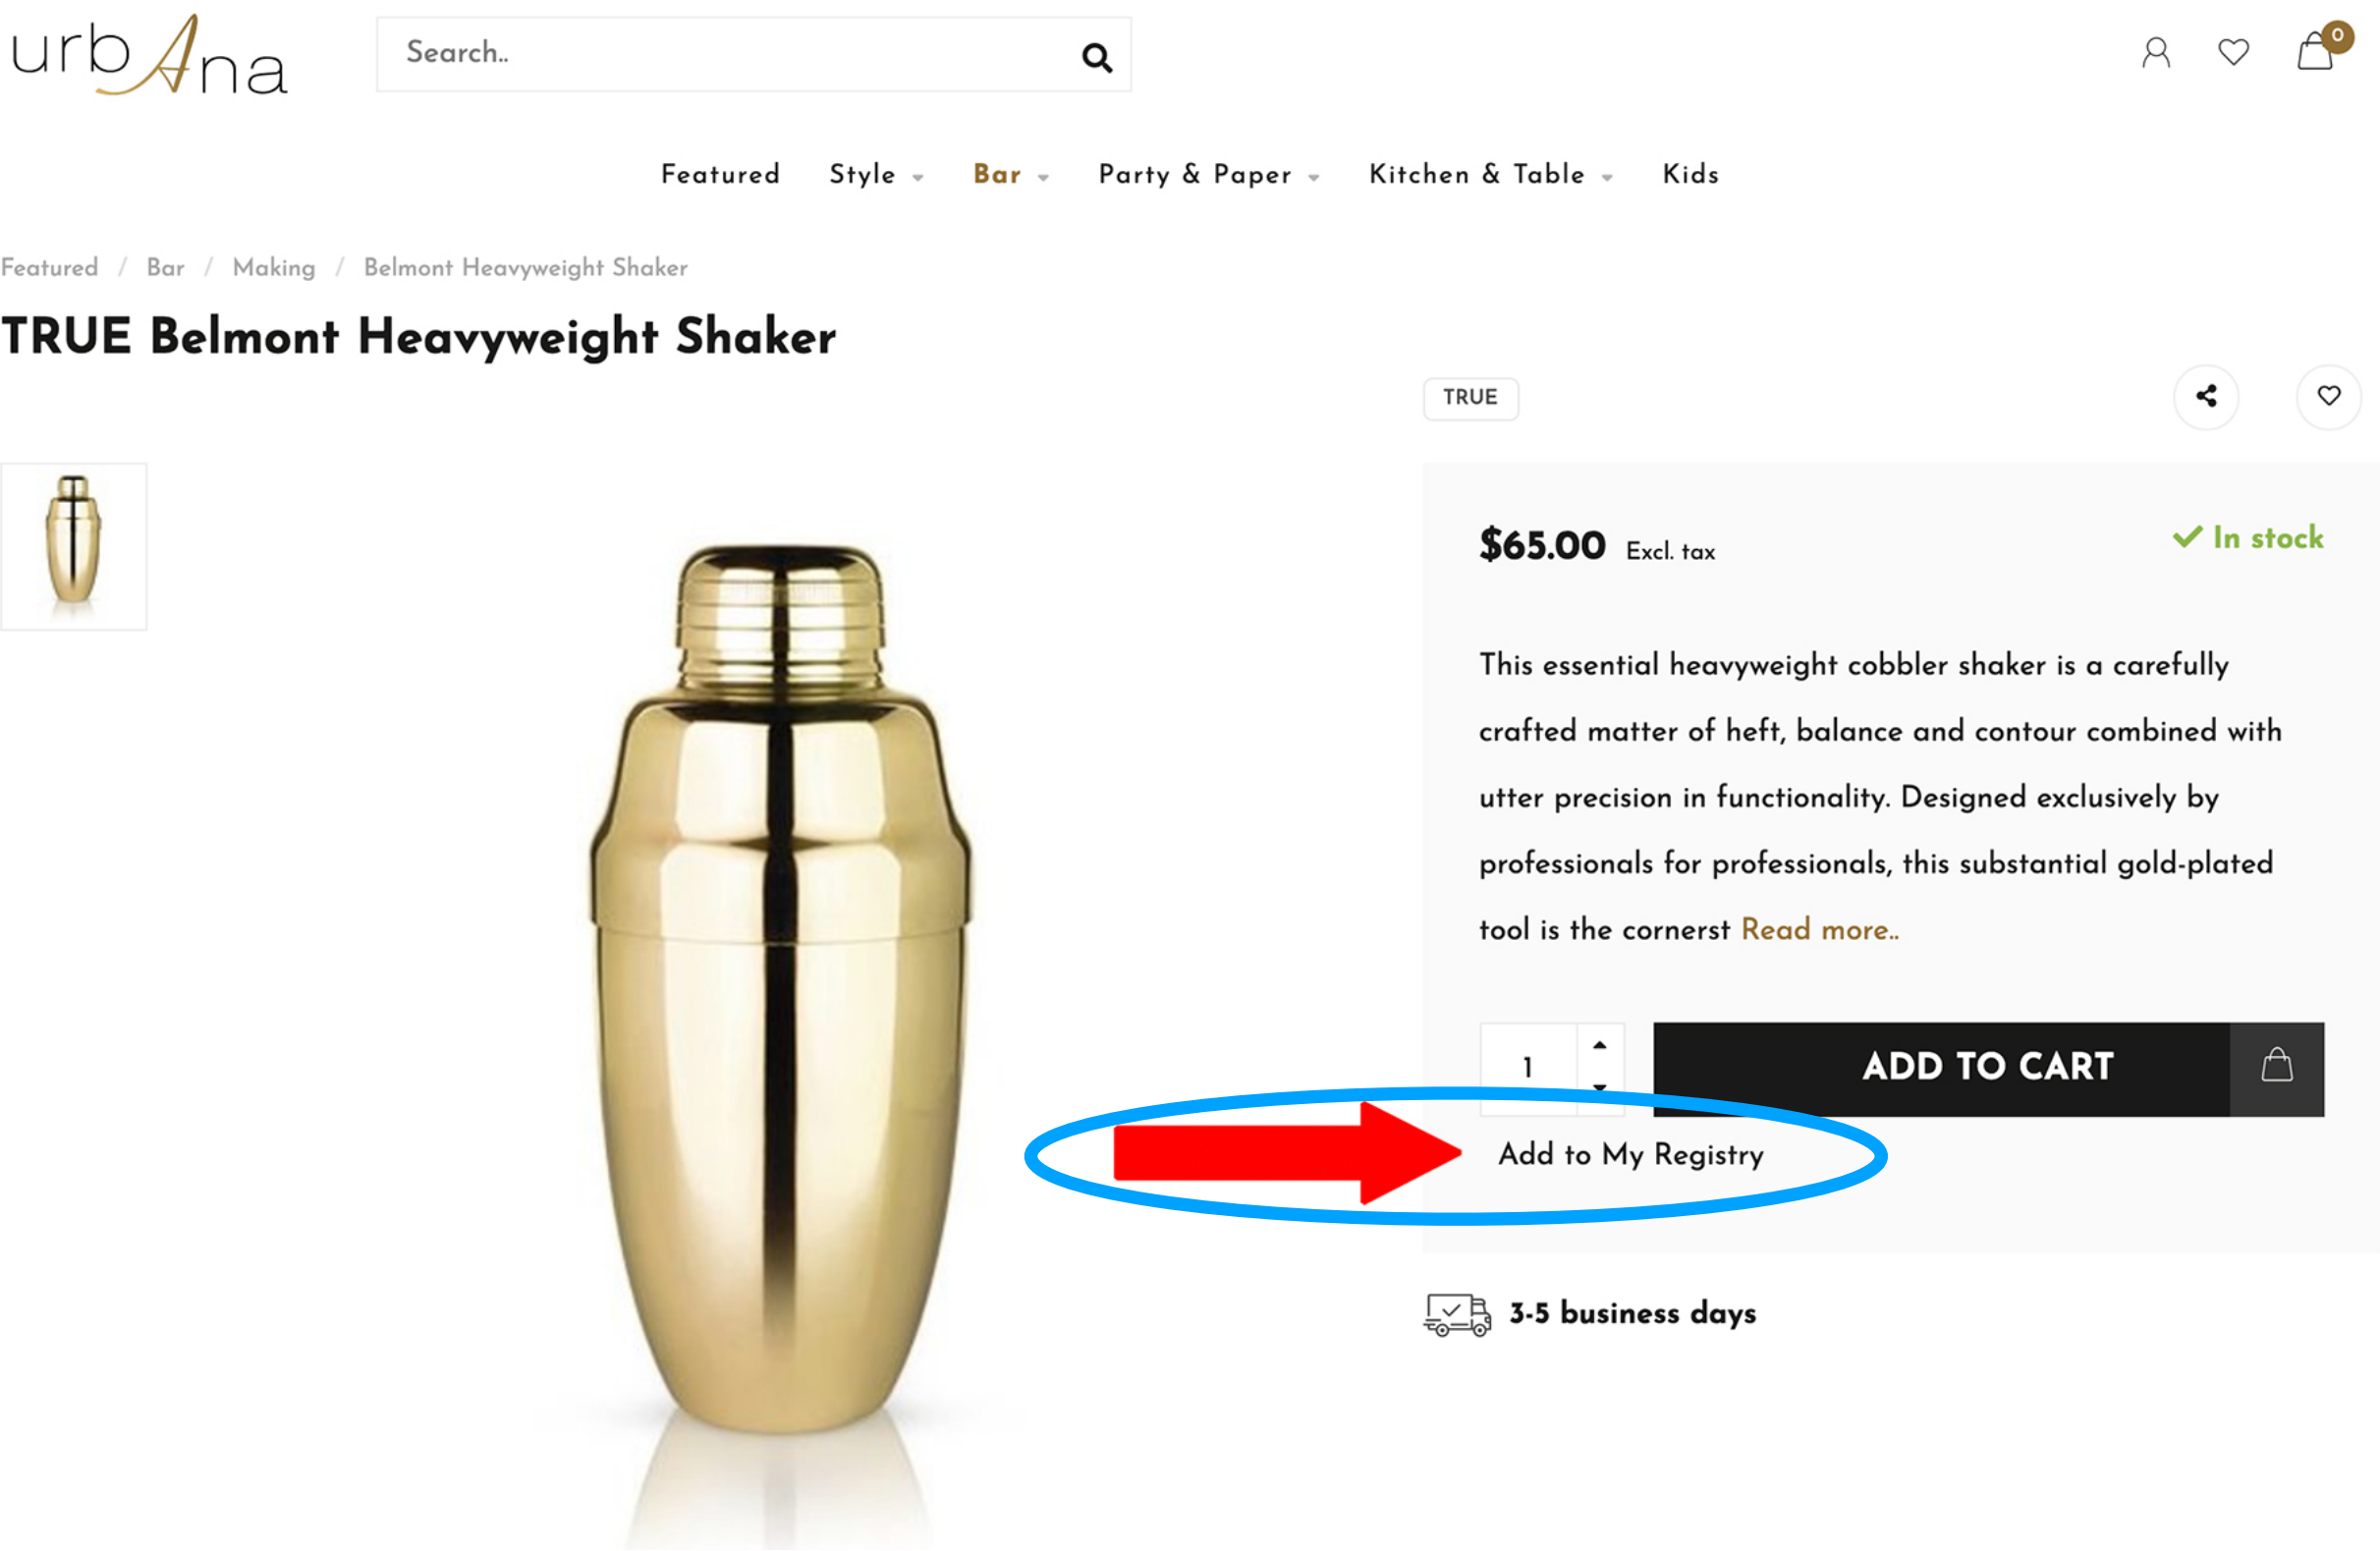 urbAna
Search..
0
Featured Style Bar Party & Paper Kitchen & Table Kids
Featured / Bar / Making / Belmont Heavyweight Shaker
TRUE Belmont Heavyweight Shaker
TRUE
$65.00 Excl. tax
In stock
This essential heavyweight cobbler shaker is a carefully
crafted matter of heft, balance and contour combined with
utter precision in functionality. Designed exclusively by
professionals for professionals, this substantial gold-plated
tool is the cornerst Read more..
1
ADD TO CART
Add to My Registry
3-5 business days